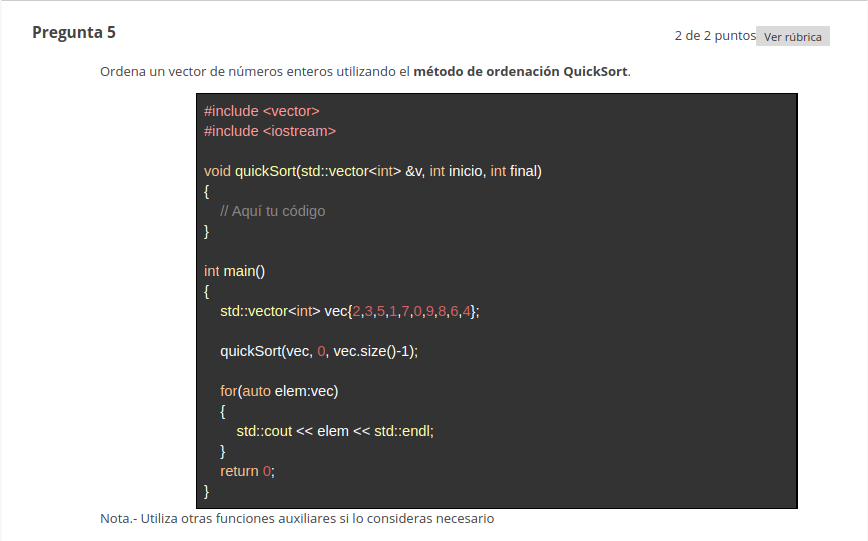 Pregunta 5
2 de 2 puntos Ver rúbrica
Ordena un vector de números enteros utilizando el método de ordenación QuickSort.
#include <vector>
#include <iostream>
void quickSort(std::vector<int> &v, int inicio, int final)
{
// Aquí tu código
}
int main()
{
std::vector<int> vec{2,3,5,1,7,0,9,8,6,4};
quickSort(vec, 0, vec.size()-1);
for(auto elem:vec)
{
std::cout << elem << std::endl;
}
return 0;
}
Nota.- Utiliza otras funciones auxiliares si lo consideras necesario